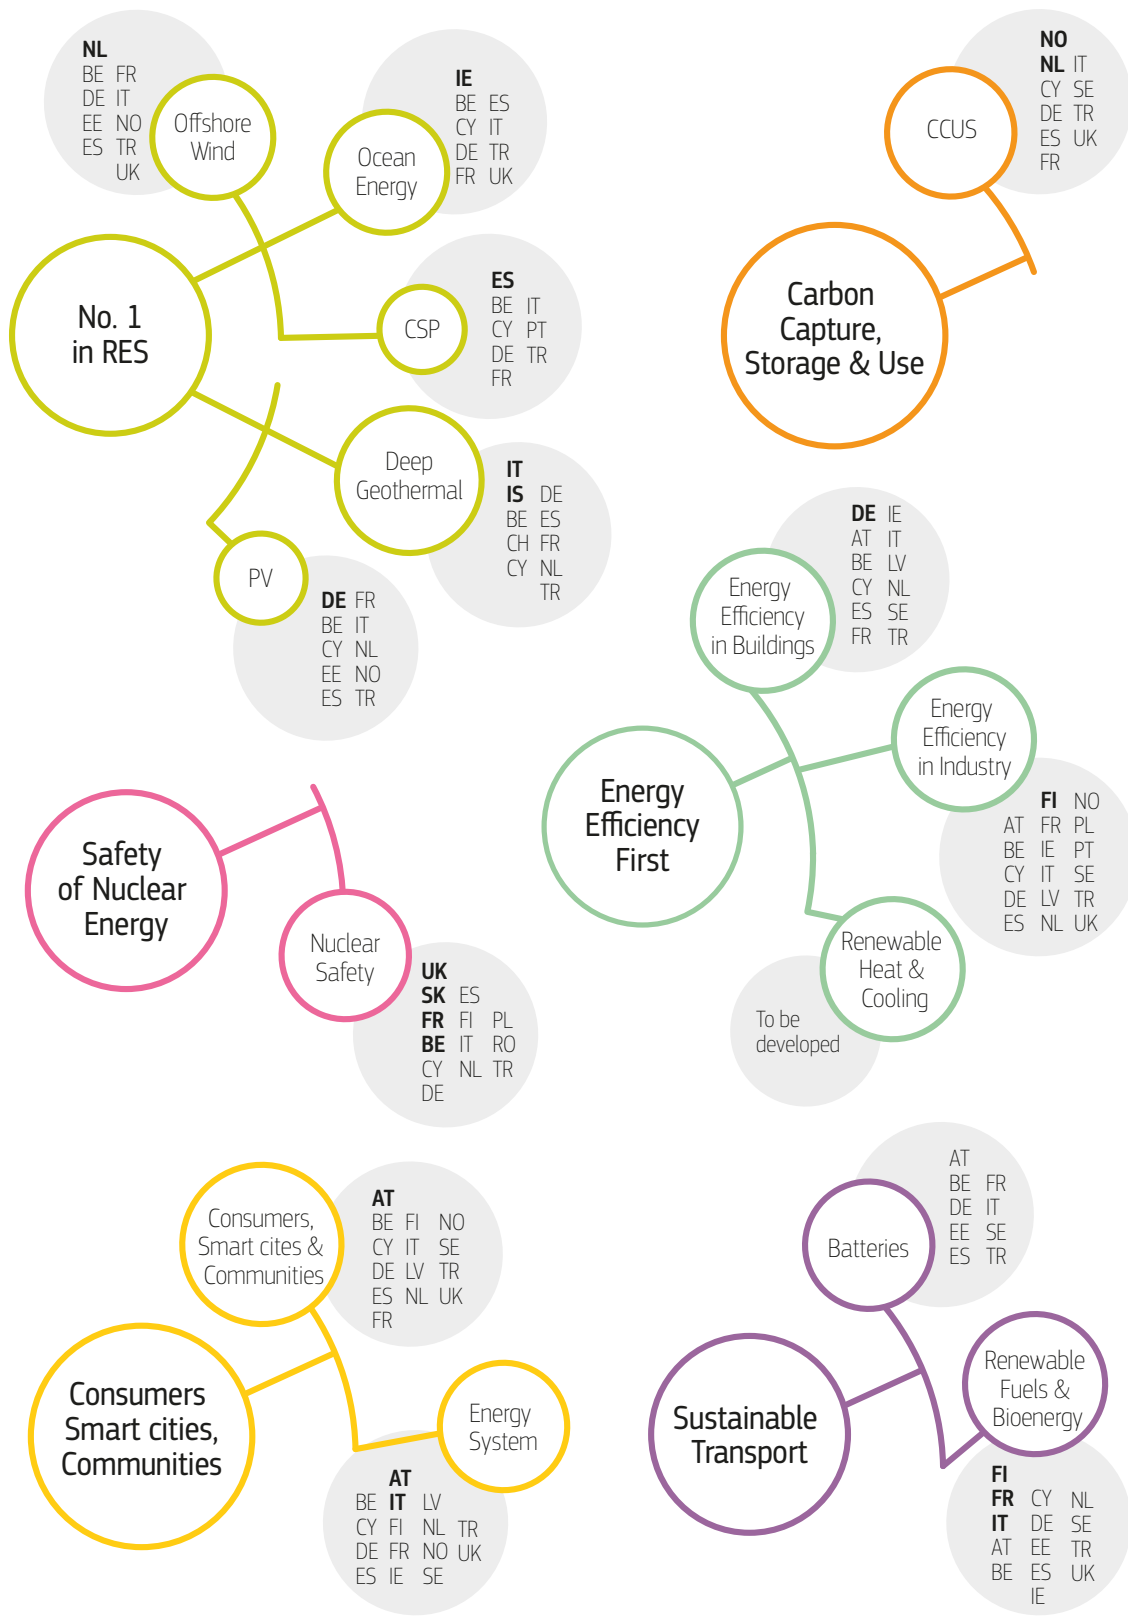 NL
BE FR
DE IT
EE NO
ES TR
UK
Offshore
Wind
IE
BE ES
CY IT
DE TR
FR UK
Ocean
Energy
No. 1
in RES
ES
BE IT
CY PT
DE TR
FR
CSP
Deep
Geothermal
IT
IS DE
BE ES
CH FR
CY NL
TR
PV
DE FR
BE IT
CY NL
EE NO
ES TR
NO
NL IT
CY SE
DE TR
ES UK
FR
CCUS
Carbon
Capture,
Storage & Use
DE IE
AT IT
BE LV
CY NL
ES SE
FR TR
Energy
Efficiency
in Buildings
Energy
Efficiency
in Industry
FI NO
AT FR PL
BE IE PT
CY IT SE
DE LV TR
ES NL UK
Energy
Efficiency
First
Renewable
Heat &
Cooling
To be
developed
Safety
of Nuclear
Energy
Nuclear
Safety
UK
SK ES
FR FI PL
BE IT RO
CY NL TR
DE
Consumers,
Smart cites &
Communities
AT
BE FI NO
CY IT SE
DE LV TR
ES NL UK
FR
Consumers
Smart cities,
Communities
Energy
System
AT
BE IT LV
CY FI NL TR
DE FR NO UK
ES IE SE
AT
BE FR
DE IT
EE SE
ES TR
Batteries
Sustainable
Transport
Renewable
Fuels &
Bioenergy
FI
FR CY NL
IT DE SE
AT EE TR
BE ES UK
IE